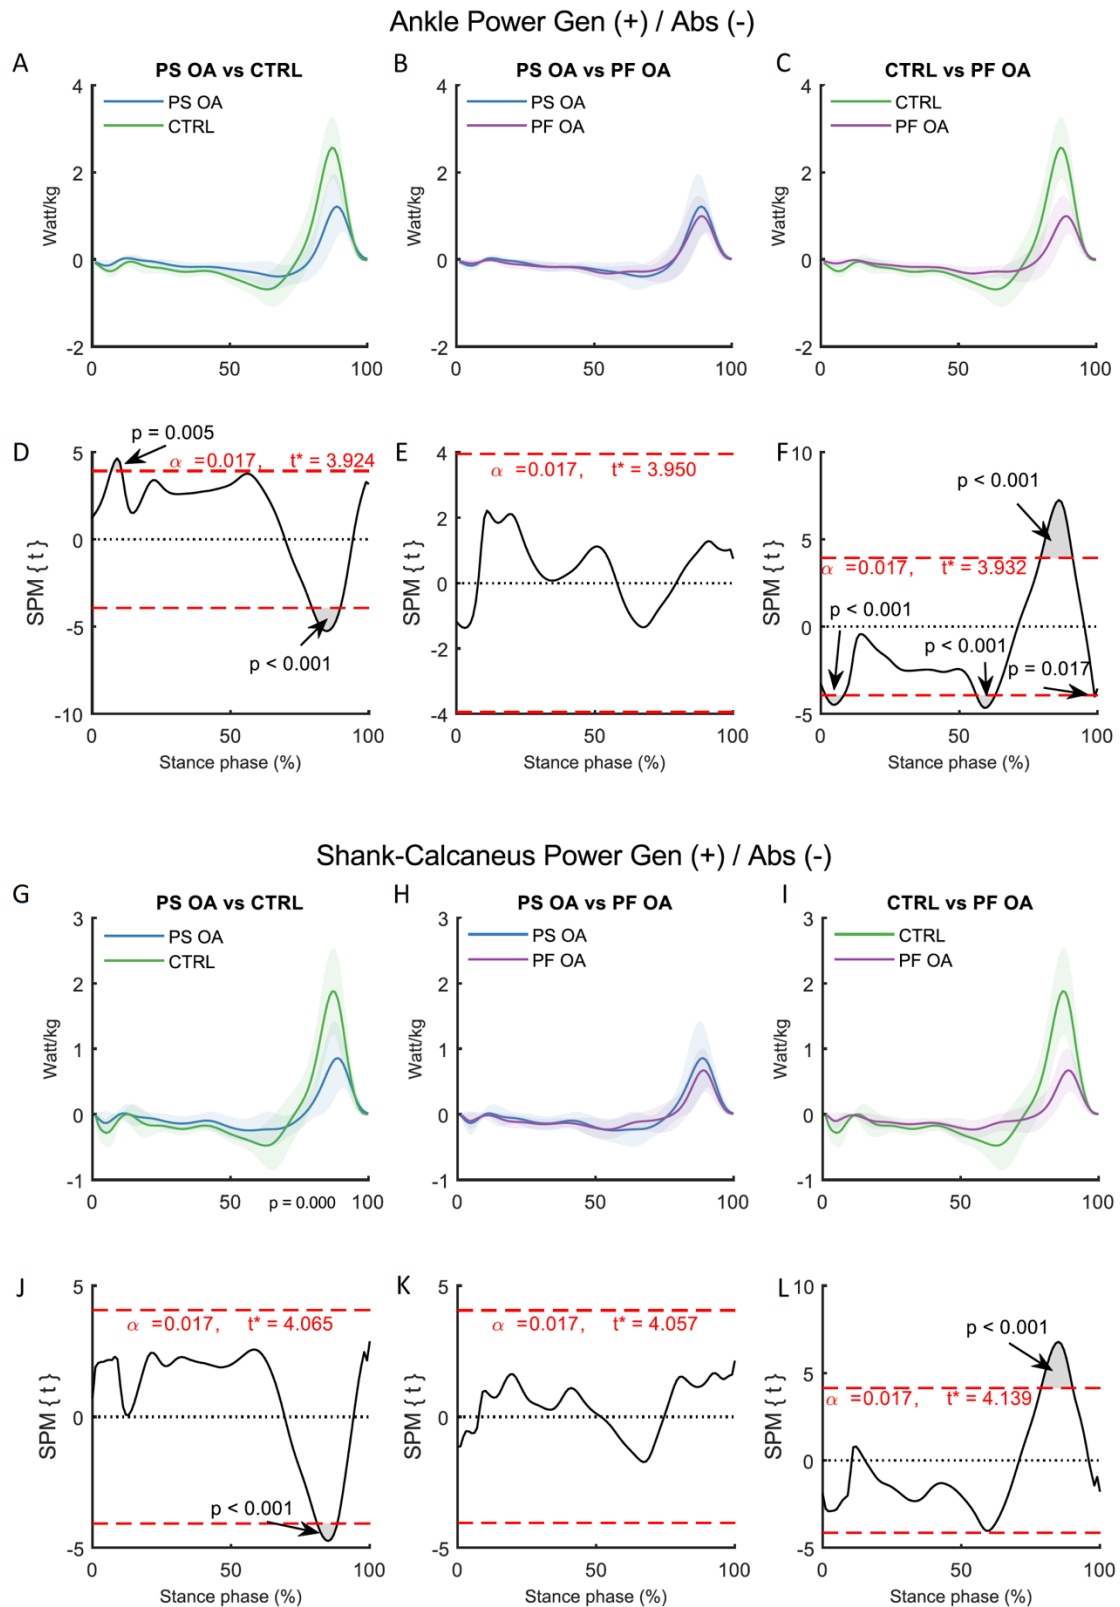 Ankle Power Gen (+) / Abs (-)
A
PS OA vs CTRL
B
PS OA vs PF OA
C
CTRL vs PF OA
4
2
0
-2
Watt/kg
PS OA
CTRL
0
50
100
4
2
0
-2
Watt/kg
PS OA
PF OA
0
50
100
4
2
0
-2
Watt/kg
CTRL
PF OA
0
50
100
D
p = 0.005
5
0
-5
-10
SPM { t }
α =0.017, t* = 3.924
p < 0.001
0
50
100
Stance phase (%)
E
4
2
0
-2
-4
SPM { t }
α =0.017, t* = 3.950
0
50
100
Stance phase (%)
F
10
5
0
-5
SPM { t }
p < 0.001
α =0.017, t* = 3.932
p < 0.001
p < 0.001
p = 0.017
0
50
100
Stance phase (%)
Shank-Calcaneus Power Gen (+) / Abs (-)
G
PS OA vs CTRL
H
PS OA vs PF OA
I
CTRL vs PF OA
3
2
1
0
-1
Watt/kg
PS OA
CTRL
0
50
100
p = 0.000
3
2
1
0
-1
Watt/kg
PS OA
PF OA
0
50
100
3
2
1
0
-1
Watt/kg
CTRL
PF OA
0
50
100
J
5
0
-5
SPM { t }
α =0.017, t* = 4.065
p < 0.001
0
50
100
Stance phase (%)
K
5
0
-5
SPM { t }
α =0.017, t* = 4.057
0
50
100
Stance phase (%)
L
10
5
0
-5
SPM { t }
p < 0.001
α =0.017, t* = 4.139
0
50
100
Stance phase (%)